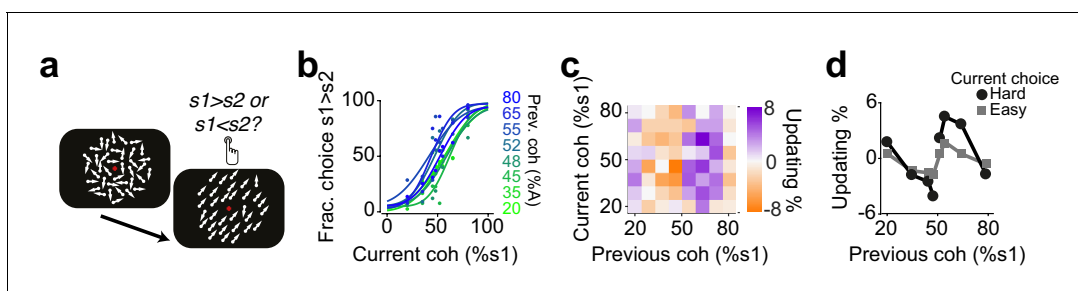 a
s1>s2 or
s1<s2?
b
Frac. choice s1>s2
100
50
0
0 50 100
Current coh (%s1)
80
65
55
52
48
45
35
20
Prev. coh (%A)
c
Current coh (%s1)
80
50
20
20 50 80
Previous coh (%s1)
8
0
-8
Updating %
d
Current choice
Hard
Easy
Updating %
6
0
-6
20 50 80
Previous coh (%s1)